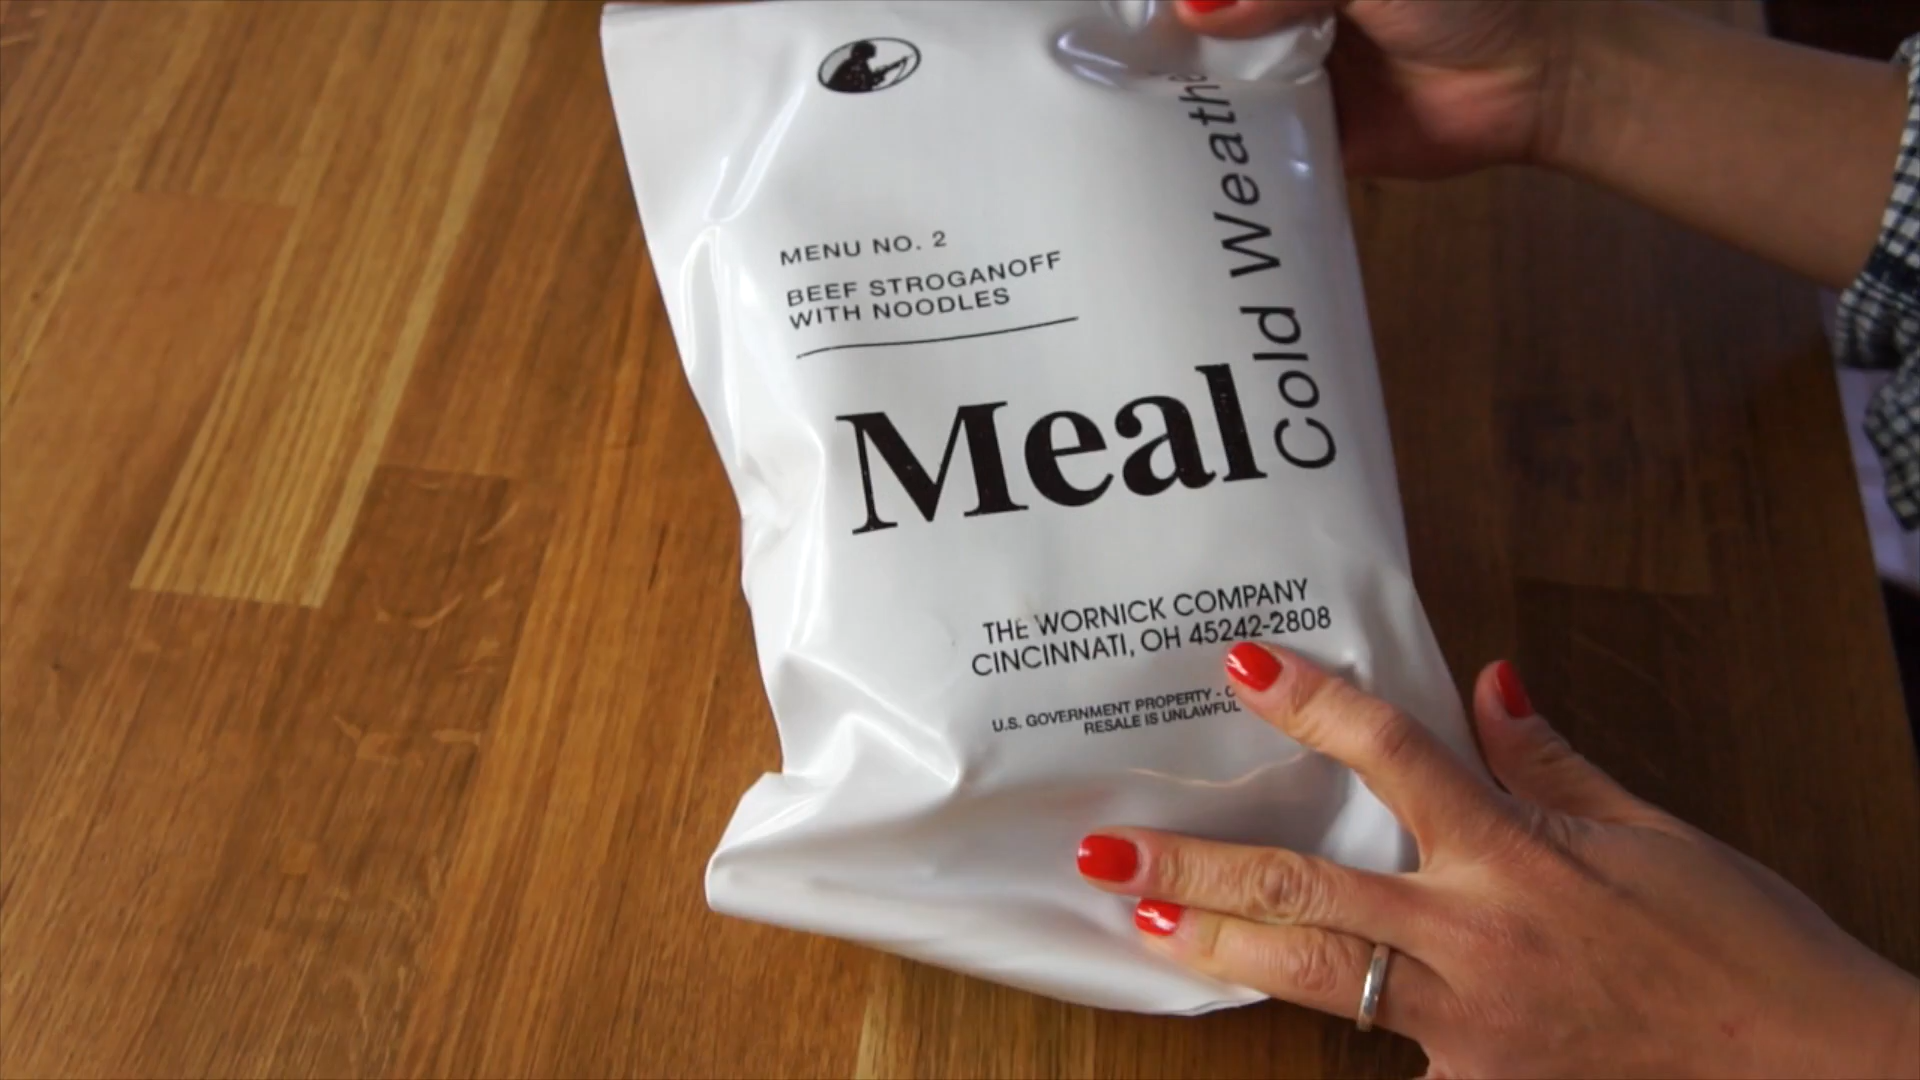 MENU NO. 2
BEEF STROGANOFF
WITH NOODLES
Meal
Cold
THE WORNICK COMPANY
CINCINNATI, OH 45242-2808
U.S. GOVERNMENT PROPERTY -
RESALE IS UNLAWFUL